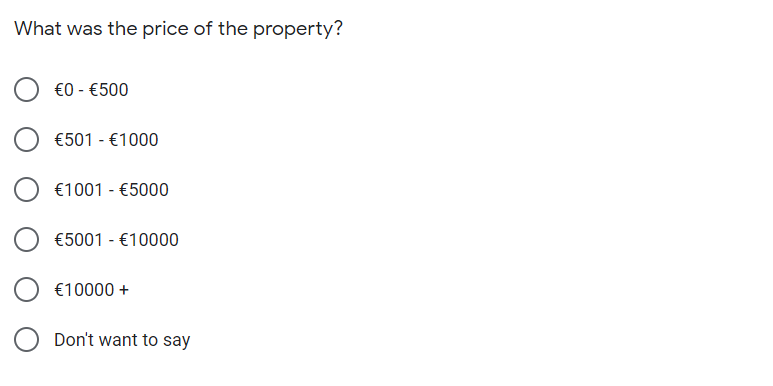 What was the price of the property?
€0 - €500
€501 - €1000
€1001 - €5000
€5001 - €10000
€10000 +
Don't want to say